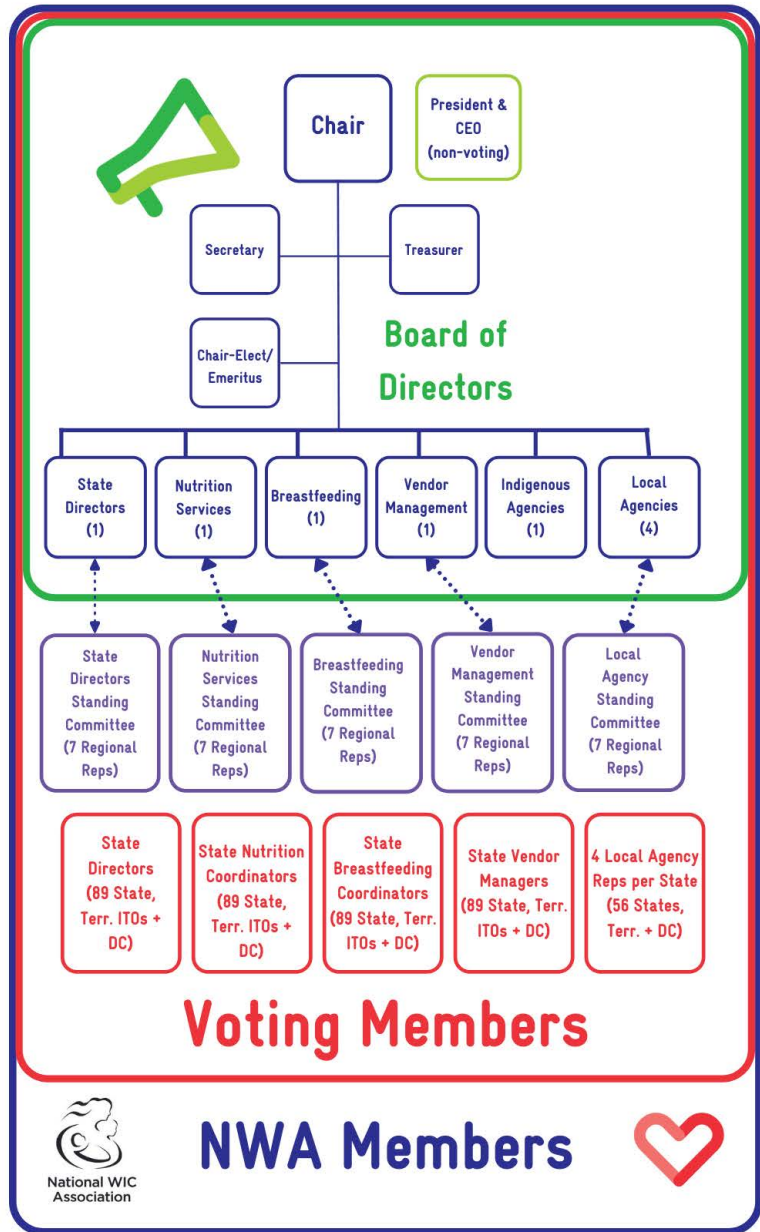 Chair
President &
CEO
(non-voting)
Secretary
Treasurer
Chair-Elect/
Emeritus
Board of
Directors
State
Directors
(1)
Nutrition
Services
(1)
Breastfeeding
(1)
Vendor
Management
(1)
Indigenous
Agencies
(1)
Local
Agencies
(4)
State
Directors
Standing
Committee
(7 Regional
Reps)
Nutrition
Services
Standing
Committee
(7 Regional
Reps)
Breastfeeding
Standing
Committee
(7 Regional
Reps)
Vendor
Management
Standing
Committee
(7 Regional
Reps)
Local
Agency
Standing
Committee
(7 Regional
Reps)
State
Directors
(89 State,
Terr. ITOs +
DC)
State Nutrition
Coordinators
(89 State,
Terr. ITOs +
DC)
State
Breastfeeding
Coordinators
(89 State, Terr.
ITOs + DC)
State Vendor
Managers
(89 State, Terr.
ITOs + DC)
4 Local Agency
Reps per State
(56 States,
Terr. + DC)
Voting Members
National WIC
Association
NWA Members